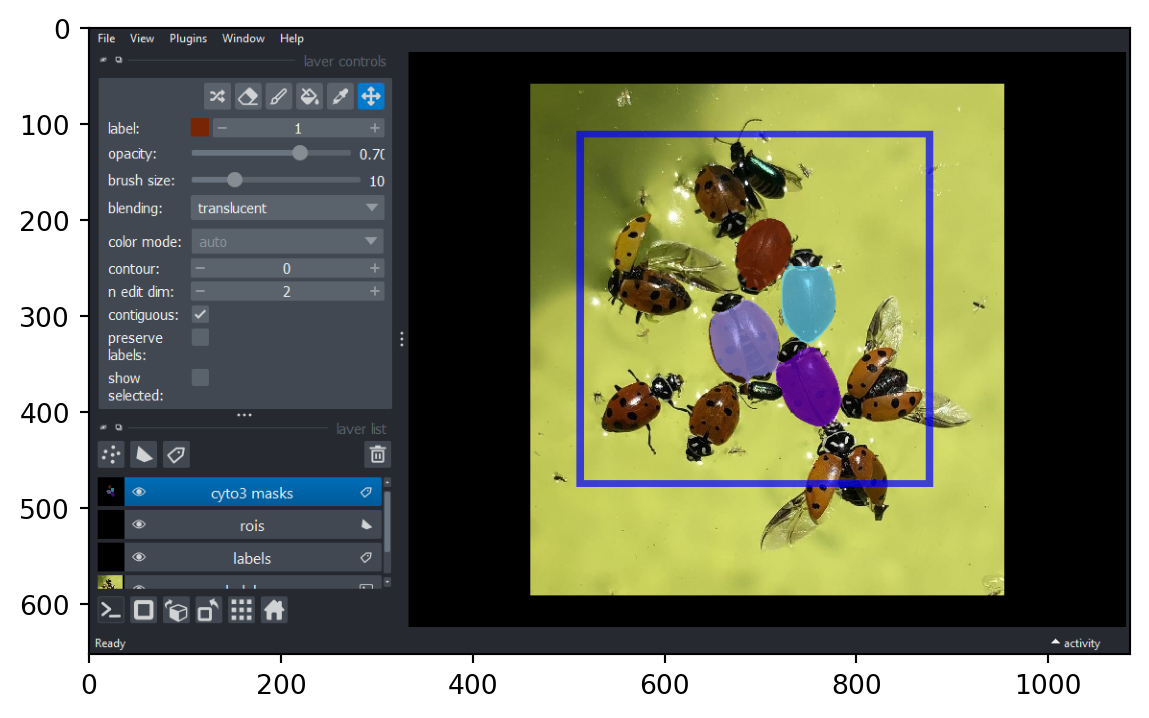 0
File View Plugins Window Help
layer controls
100
label: 1
opacity: 0.70
brush size: 10
200
blending: translucent
color mode: auto
contour: 0
n edit dim: 2
300
contiguous:
preserve
labels:
show
selected:
400
layer list
cyto3 masks
500
rois
labels
600
Ready activity
0 200 400 600 800 1000